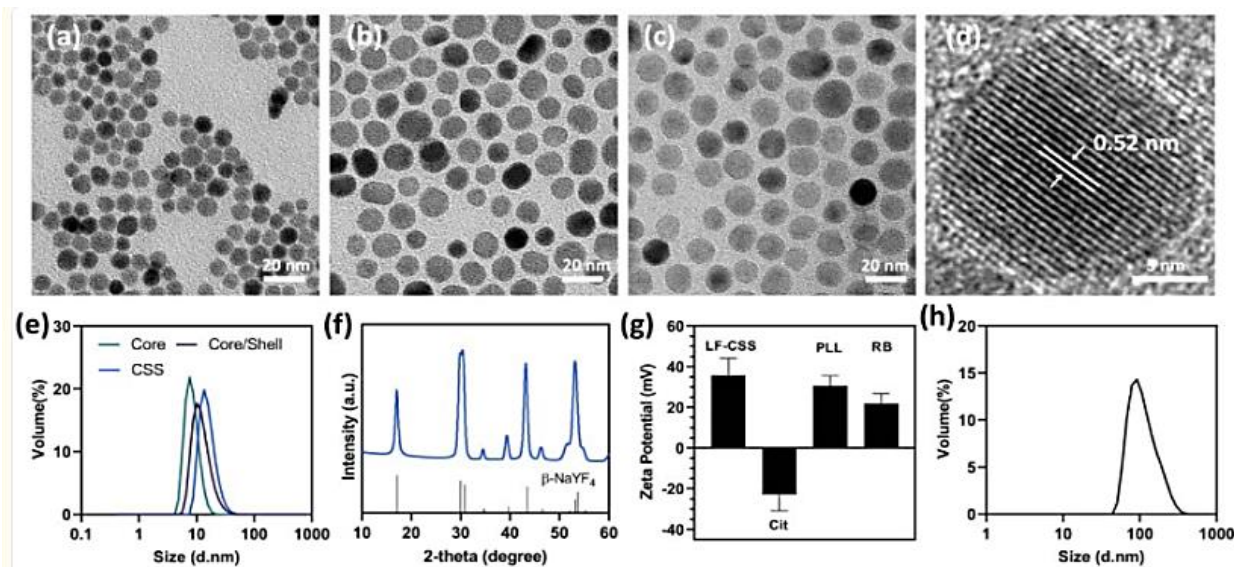 (a)
20 nm
(b)
20 nm
(c)
20 nm
(d)
0.52 nm
5 nm
(e)
30
20
10
0
Volume(%)
Core
Core/Shell
CSS
0.1 1 10 100 1000
Size (d.nm)
(f)
Intensity (a.u.)
β-NaYF4
10 20 30 40 50 60
2-theta (degree)
(g)
60
40
20
0
-20
-40
Zeta Potential (mV)
LF-CSS
Cit
PLL
RB
(h)
20
15
10
5
0
Volume(%)
1 10 100 1000
Size (d.nm)